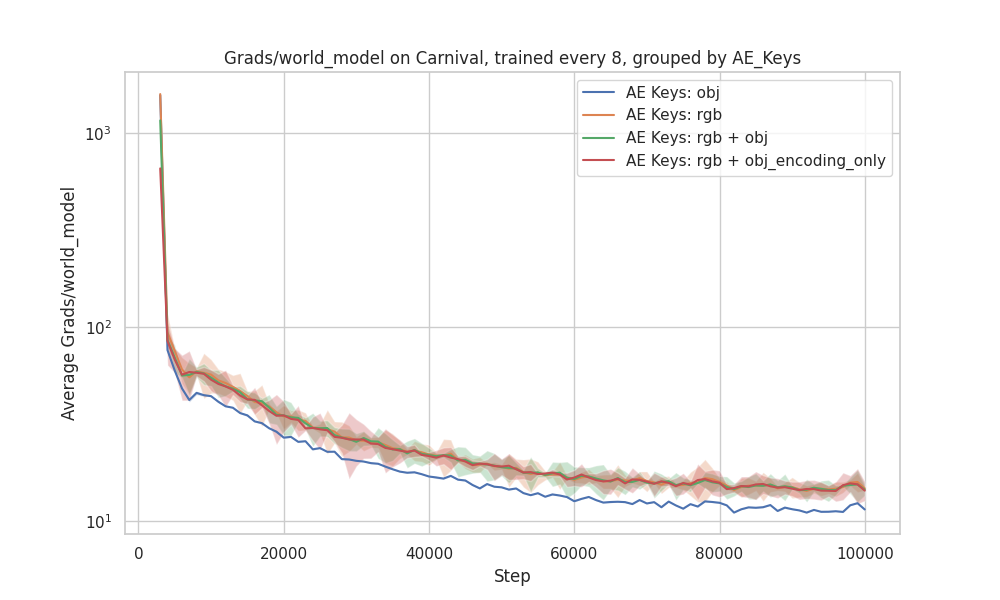 Grads/world_model on Carnival, trained every 8, grouped by AE_Keys
AE Keys: obj
AE Keys: rgb
AE Keys: rgb + obj
AE Keys: rgb + obj_encoding_only
Average Grads/world_model
10³
10²
10¹
0 20000 40000 60000 80000 100000
Step